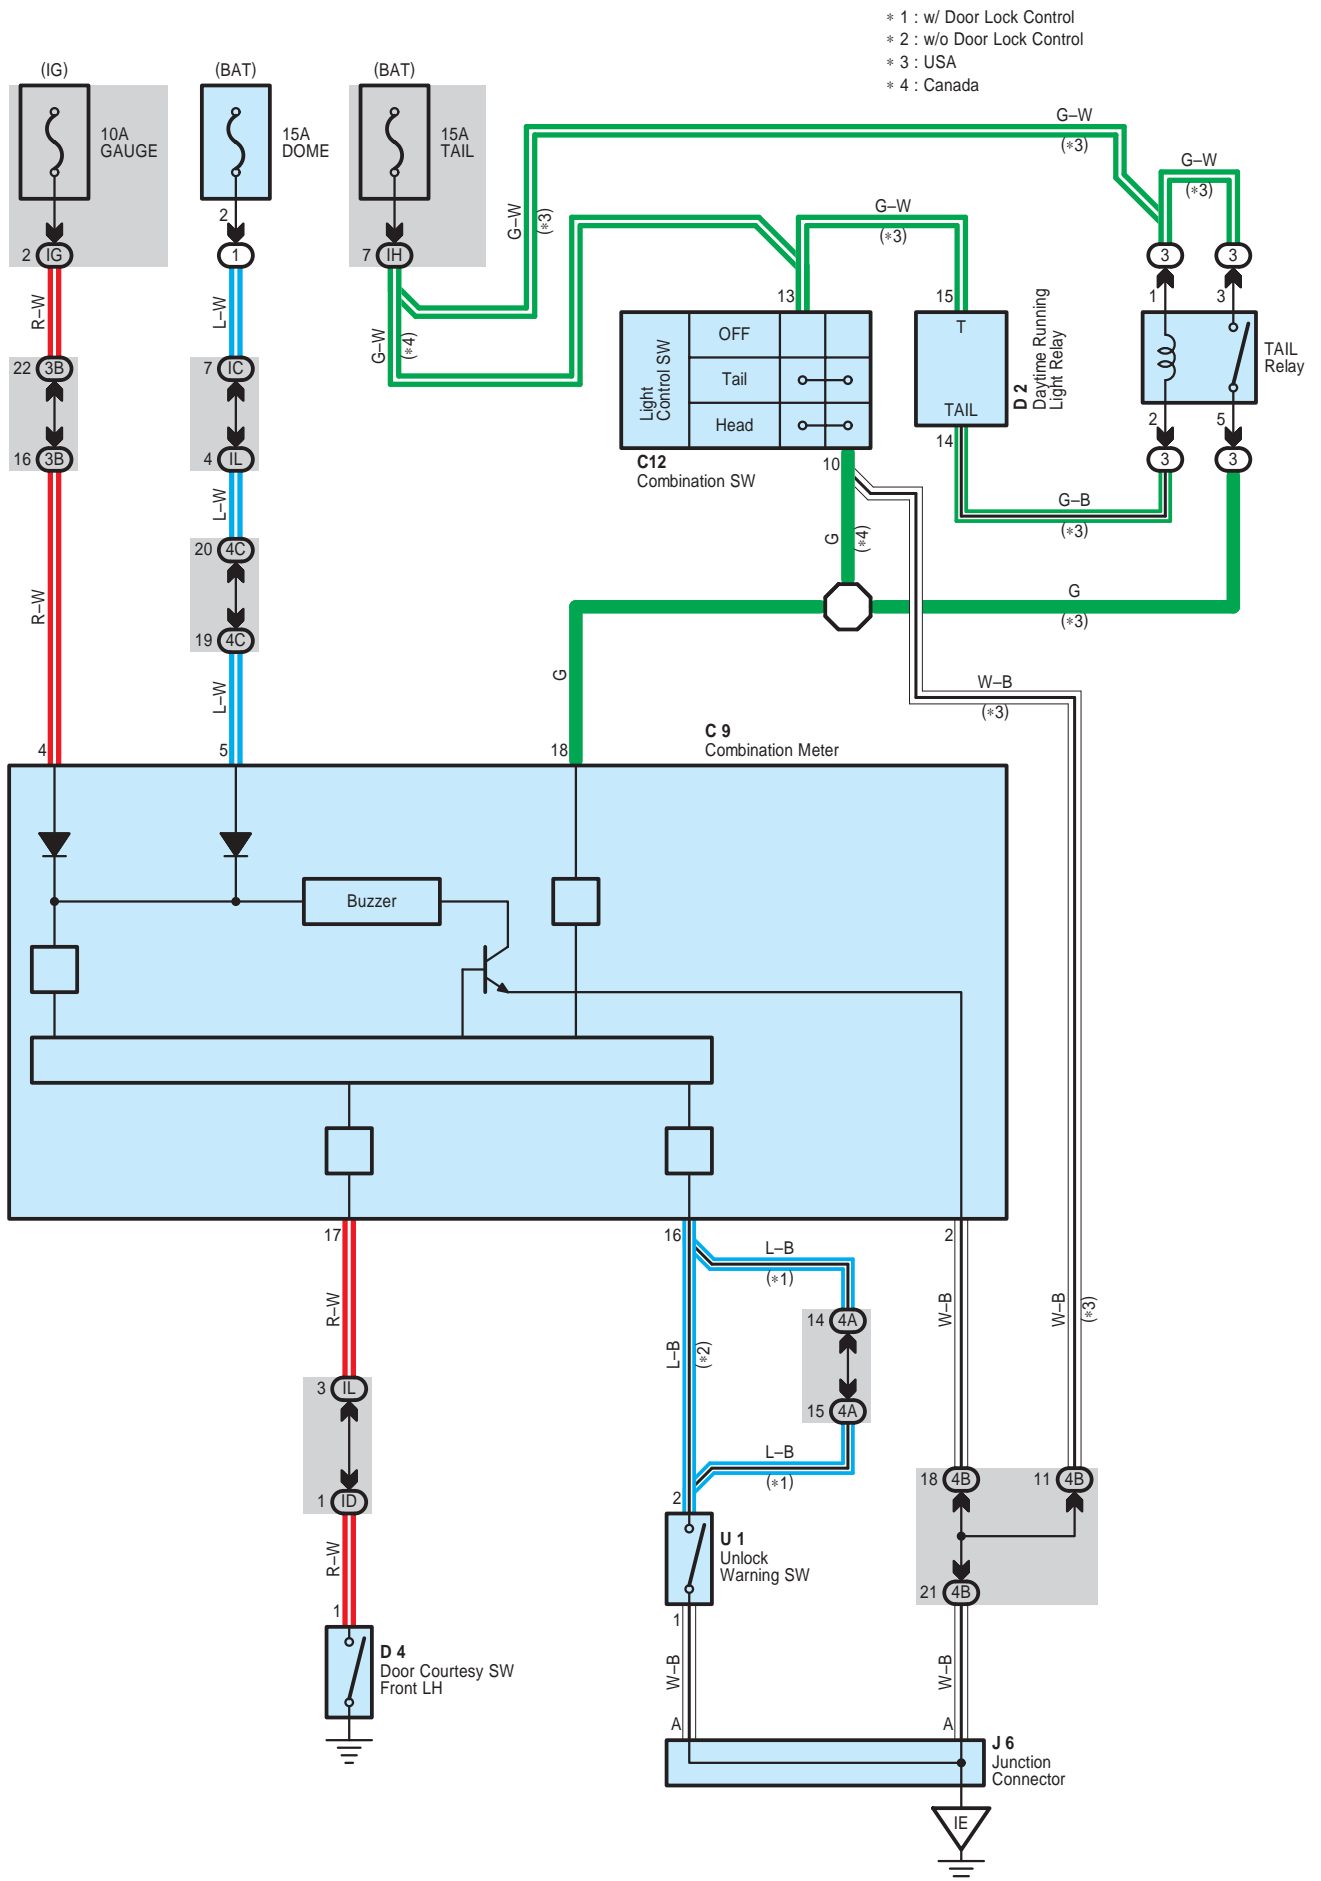 ∗ 1 : w/ Door Lock Control
∗ 2 : w/o Door Lock Control
∗ 3 : USA
∗ 4 : Canada
(IG)
(BAT)
(BAT)
10A
GAUGE
15A
DOME
15A
TAIL
G–W
(∗3)
G–W
(∗3)
G–W
(∗3)
G–W
(∗3)
2
2 IG
1
7 IH
3
3
13
15
1
3
R–W
L–W
G–W
(∗4)
Light
Control SW
OFF
Tail
Head
T
TAIL
D 2
Daytime Running
Light Relay
TAIL
Relay
22 3B
7 IC
2
5
14
16 3B
4 IL
C12
Combination SW
10
3
3
L–W
G–B
(∗3)
G
(∗4)
20 4C
R–W
G
(∗3)
19 4C
L–W
G
W–B
(∗3)
C 9
Combination Meter
4
5
18
Buzzer
17
16
2
L–B
(∗1)
R–W
L–B
(∗2)
14 4A
W–B
W–B
(∗3)
3 IL
15 4A
L–B
(∗1)
1 ID
2
18 4B
11 4B
R–W
U 1
Unlock
Warning SW
21 4B
1
1
D 4
Door Courtesy SW
Front LH
W–B
W–B
A
A
J 6
Junction
Connector
IE